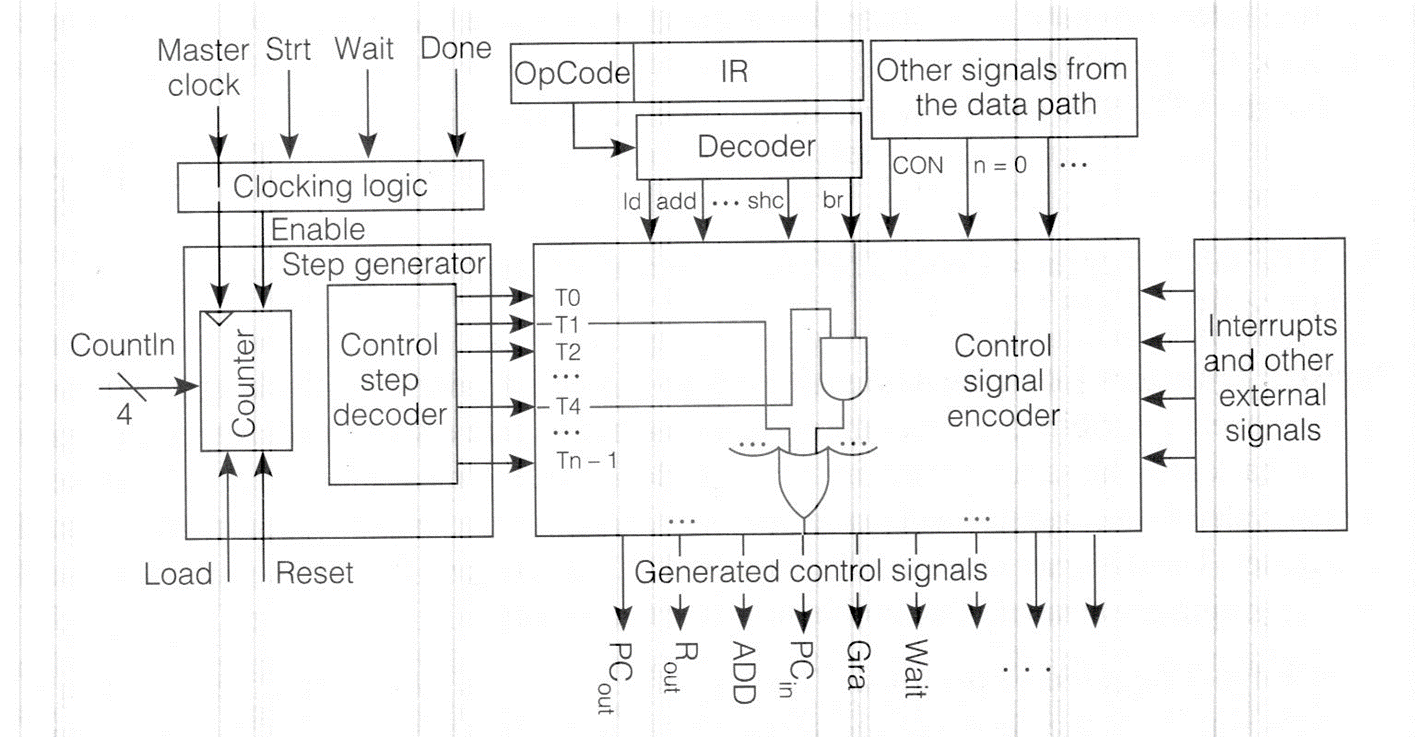 Master
clock
Strt
Wait
Done
OpCode
IR
Other signals from
the data path
Decoder
CON
n = 0
...
Clocking logic
ld
add
... shc
br
Enable
Step generator
CountIn
4
Counter
Control
step
decoder
T0
T1
T2
...
T4
...
Tn – 1
...
...
Control
signal
encoder
Interrupts
and other
external
signals
...
...
Load
Reset
Generated control signals
PCout
Rout
ADD
PCin
Gra
Wait
...